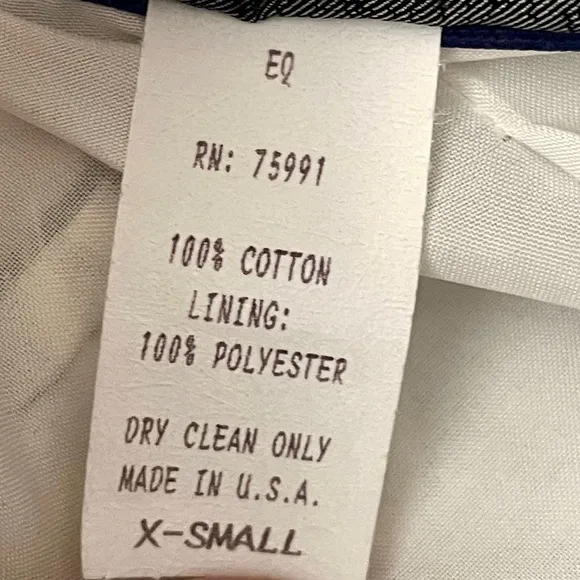 EQ
RN: 75991
100% COTTON
LINING:
100% POLYESTER
DRY CLEAN ONLY
MADE IN U.S.A.
X-SMALL